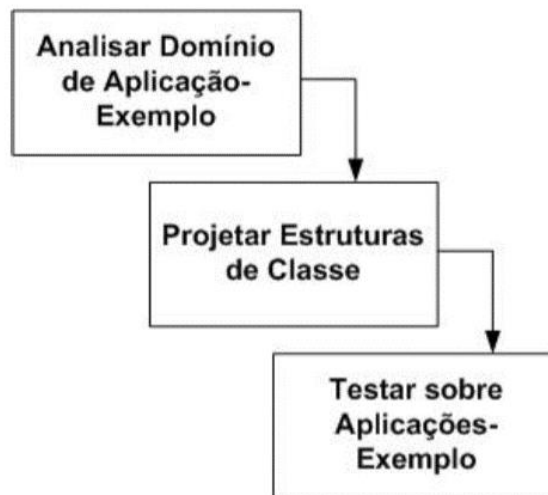 Analisar Domínio
de Aplicação-
Exemplo
Projetar Estruturas
de Classe
Testar sobre
Aplicações-
Exemplo